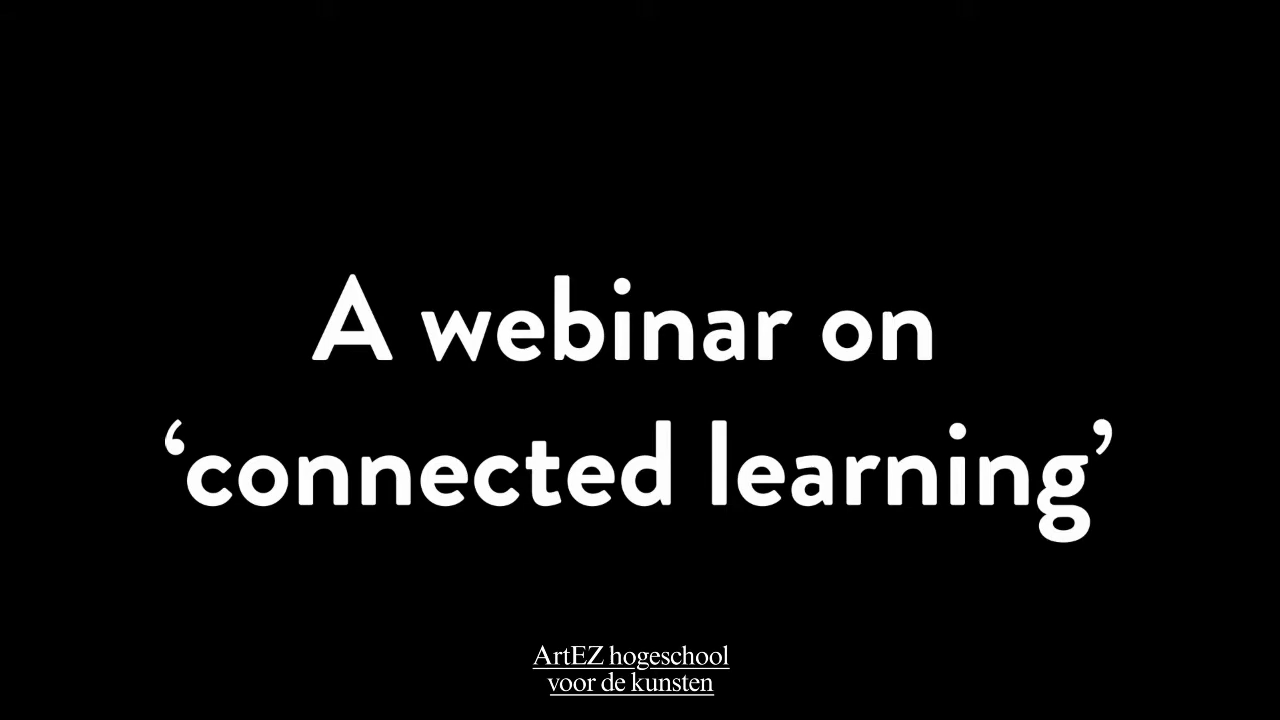 A webinar on
‘connected learning’
ArtEZ hogeschool
voor de kunsten